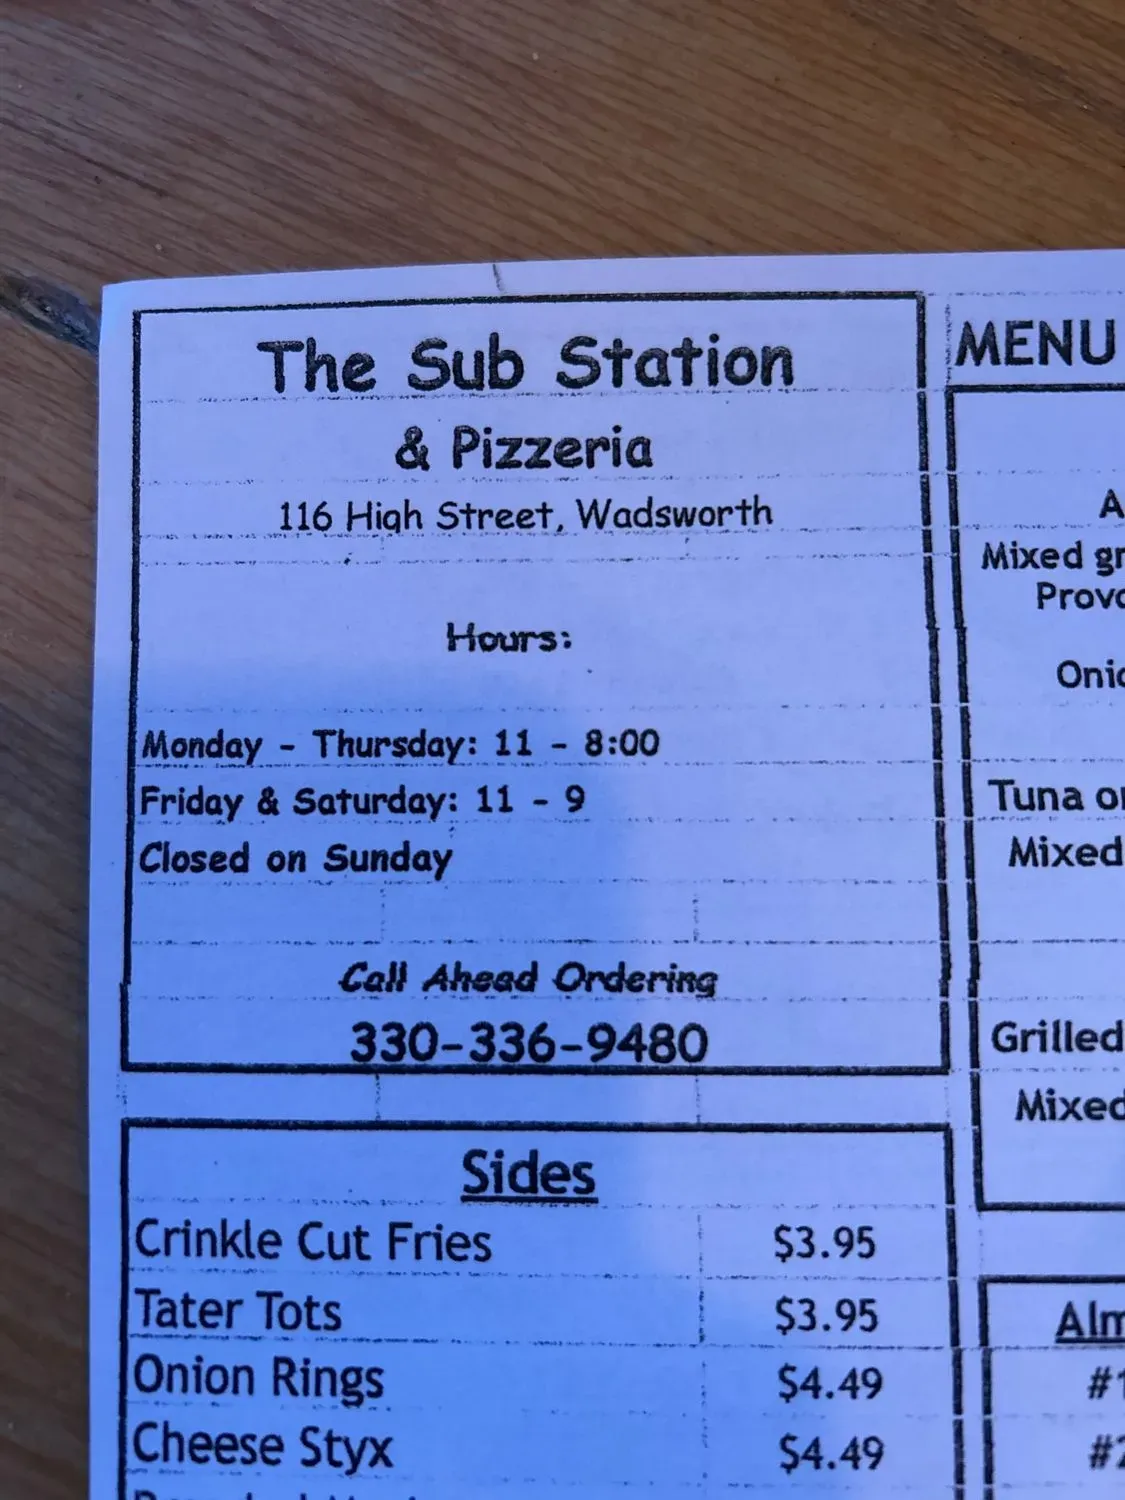 The Sub Station
& Pizzeria
116 High Street, Wadsworth
Hours:
Monday - Thursday: 11 - 8:00
Friday & Saturday: 11 - 9
Closed on Sunday
Call Ahead Ordering
330-336-9480
Sides
Crinkle Cut Fries $3.95
Tater Tots $3.95
Onion Rings $4.49
Cheese Styx $4.49
MENU
Mixed
Tuna
Mixed
Grilled
Mixed
#1
#2